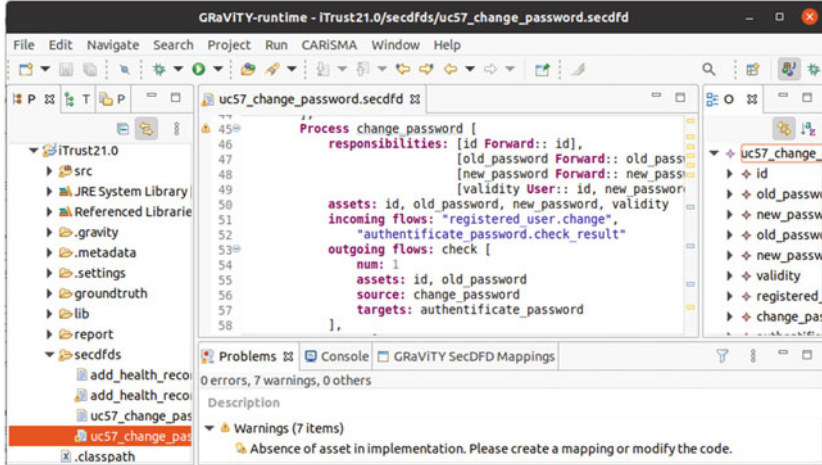 GRaViTY-runtime - iTrust21.0/secdfds/uc57_change_password.secdfd
File Edit Navigate Search Project Run CARiSMA Window Help
P T P
uc57_change_password.secdfd
O
iTrust21.0
src
JRE System Library
Referenced Librarie
.gravity
.metadata
.settings
groundtruth
lib
report
secdfds
add_health_reco
add_health_reco
uc57_change_pas
uc57_change_pas
.classpath
44 ],
45 Process change_password [
46 responsibilities: [id Forward:: id],
47 [old_password Forward:: old_passw
48 [new_password Forward:: new_pass
49 [validity User:: id, new_password
50 assets: id, old_password, new_password, validity
51 incoming flows: "registered_user.change",
52 "authentificate_password.check_result"
53 outgoing flows: check [
54 num: 1
55 assets: id, old_password
56 source: change_password
57 targets: authentificate_password
58 ],
uc57_change_
id
old_passwo
new_passw
old_passwo
new_passw
validity
registered_
change_pas
Problems Console GRaViTY SecDFD Mappings
0 errors, 7 warnings, 0 others
Description
Warnings (7 items)
Absence of asset in implementation. Please create a mapping or modify the code.